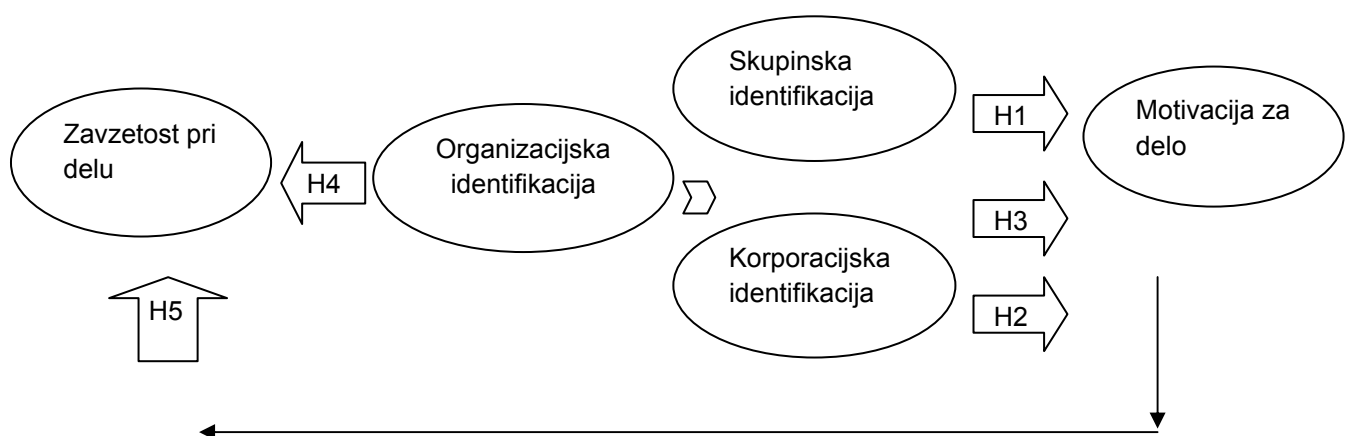 Skupinska
identifikacija
H1
Motivacija za
delo
Zavzetost pri
delu
H4
Organizacijska
identifikacija
H3
Korporacijska
identifikacija
H2
H5